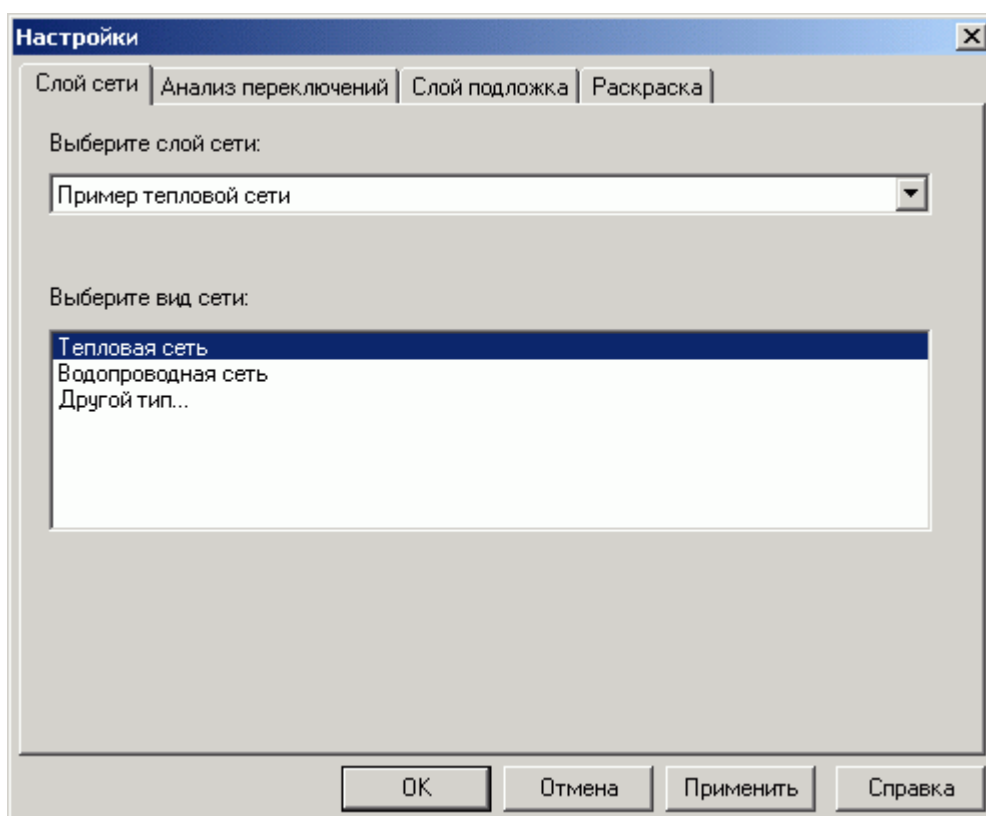 Настройки
Слой сети Анализ переключений Слой подложка Раскраска
Выберите слой сети:
Пример тепловой сети
Выберите вид сети:
Тепловая сеть
Водопроводная сеть
Другой тип...
OK Отмена Применить Справка